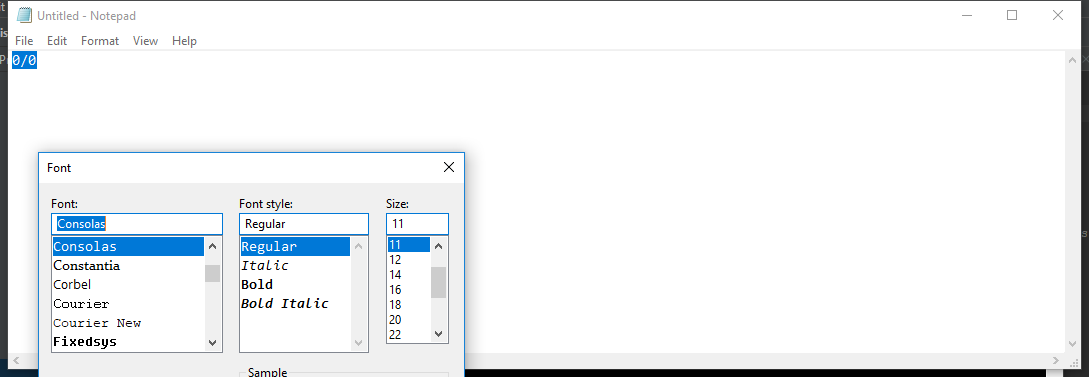 Untitled - Notepad
File Edit Format View Help
0/0
Font
Font: Font style: Size:
Consolas Regular 11
Consolas Regular 11
Constantia Italic 12
Corbel Bold 14
Courier Bold Italic 16
Courier New 18
Fixedsys 20
22
Sample